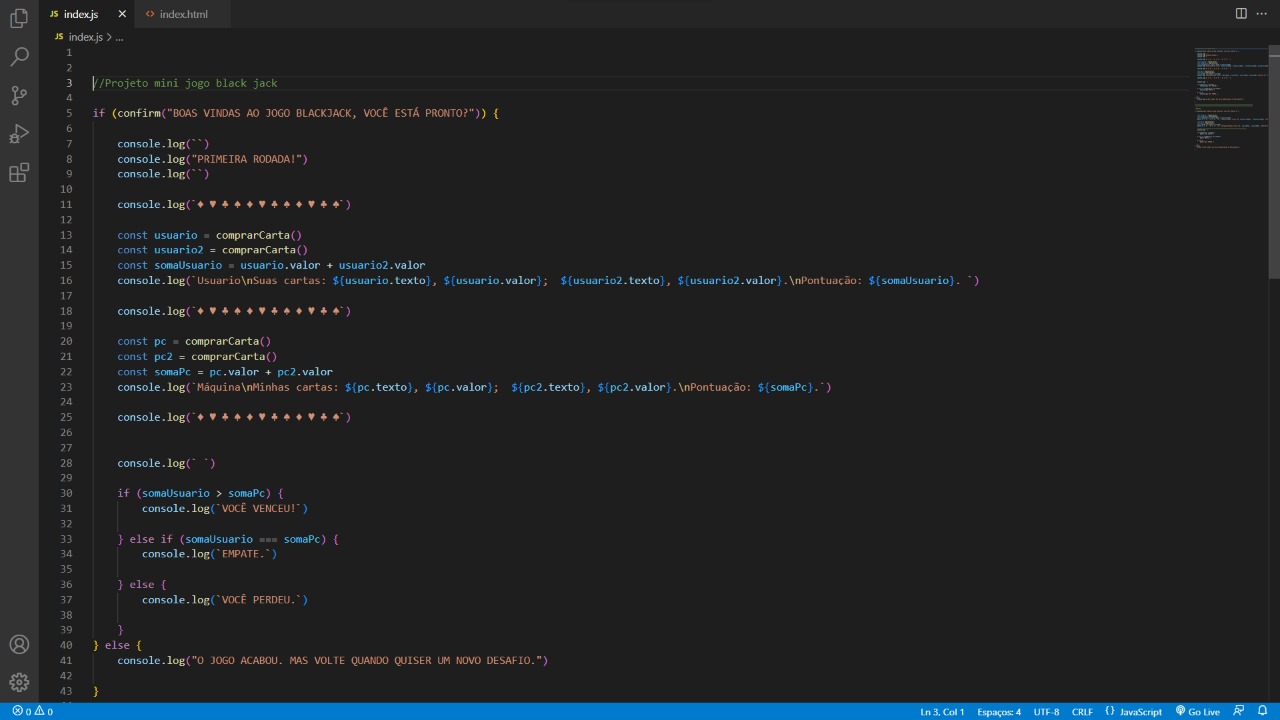 index.js
index.html
index.js > ...
1
2
3 //Projeto mini jogo black jack
4
5 if (confirm("BOAS VINDAS AO JOGO BLACKJACK, VOCÊ ESTÁ PRONTO?")) {
6
7 console.log(``)
8 console.log("PRIMEIRA RODADA!")
9 console.log(``)
10
11 console.log(`♦ ♥ ♣ ♠ ♦ ♥ ♣ ♠ ♦ ♥ ♣ ♠`)
12
13 const usuario = comprarCarta()
14 const usuario2 = comprarCarta()
15 const somaUsuario = usuario.valor + usuario2.valor
16 console.log(`Usuario\nSuas cartas: ${usuario.texto}, ${usuario.valor};  ${usuario2.texto}, ${usuario2.valor}.\nPontuação: ${somaUsuario}. `)
17
18 console.log(`♦ ♥ ♣ ♠ ♦ ♥ ♣ ♠ ♦ ♥ ♣ ♠`)
19
20 const pc = comprarCarta()
21 const pc2 = comprarCarta()
22 const somaPc = pc.valor + pc2.valor
23 console.log(`Máquina\nMinhas cartas: ${pc.texto}, ${pc.valor};  ${pc2.texto}, ${pc2.valor}.\nPontuação: ${somaPc}.`)
24
25 console.log(`♦ ♥ ♣ ♠ ♦ ♥ ♣ ♠ ♦ ♥ ♣ ♠`)
26
27
28 console.log(` `)
29
30 if (somaUsuario > somaPc) {
31 console.log(`VOCÊ VENCEU!`)
32
33 } else if (somaUsuario === somaPc) {
34 console.log(`EMPATE.`)
35
36 } else {
37 console.log(`VOCÊ PERDEU.`)
38
39 }
40 } else {
41 console.log("O JOGO ACABOU. MAS VOLTE QUANDO QUISER UM NOVO DESAFIO.")
42
43 }
0 0 Ln 3, Col 1 Espaços: 4 UTF-8 CRLF {} JavaScript Go Live